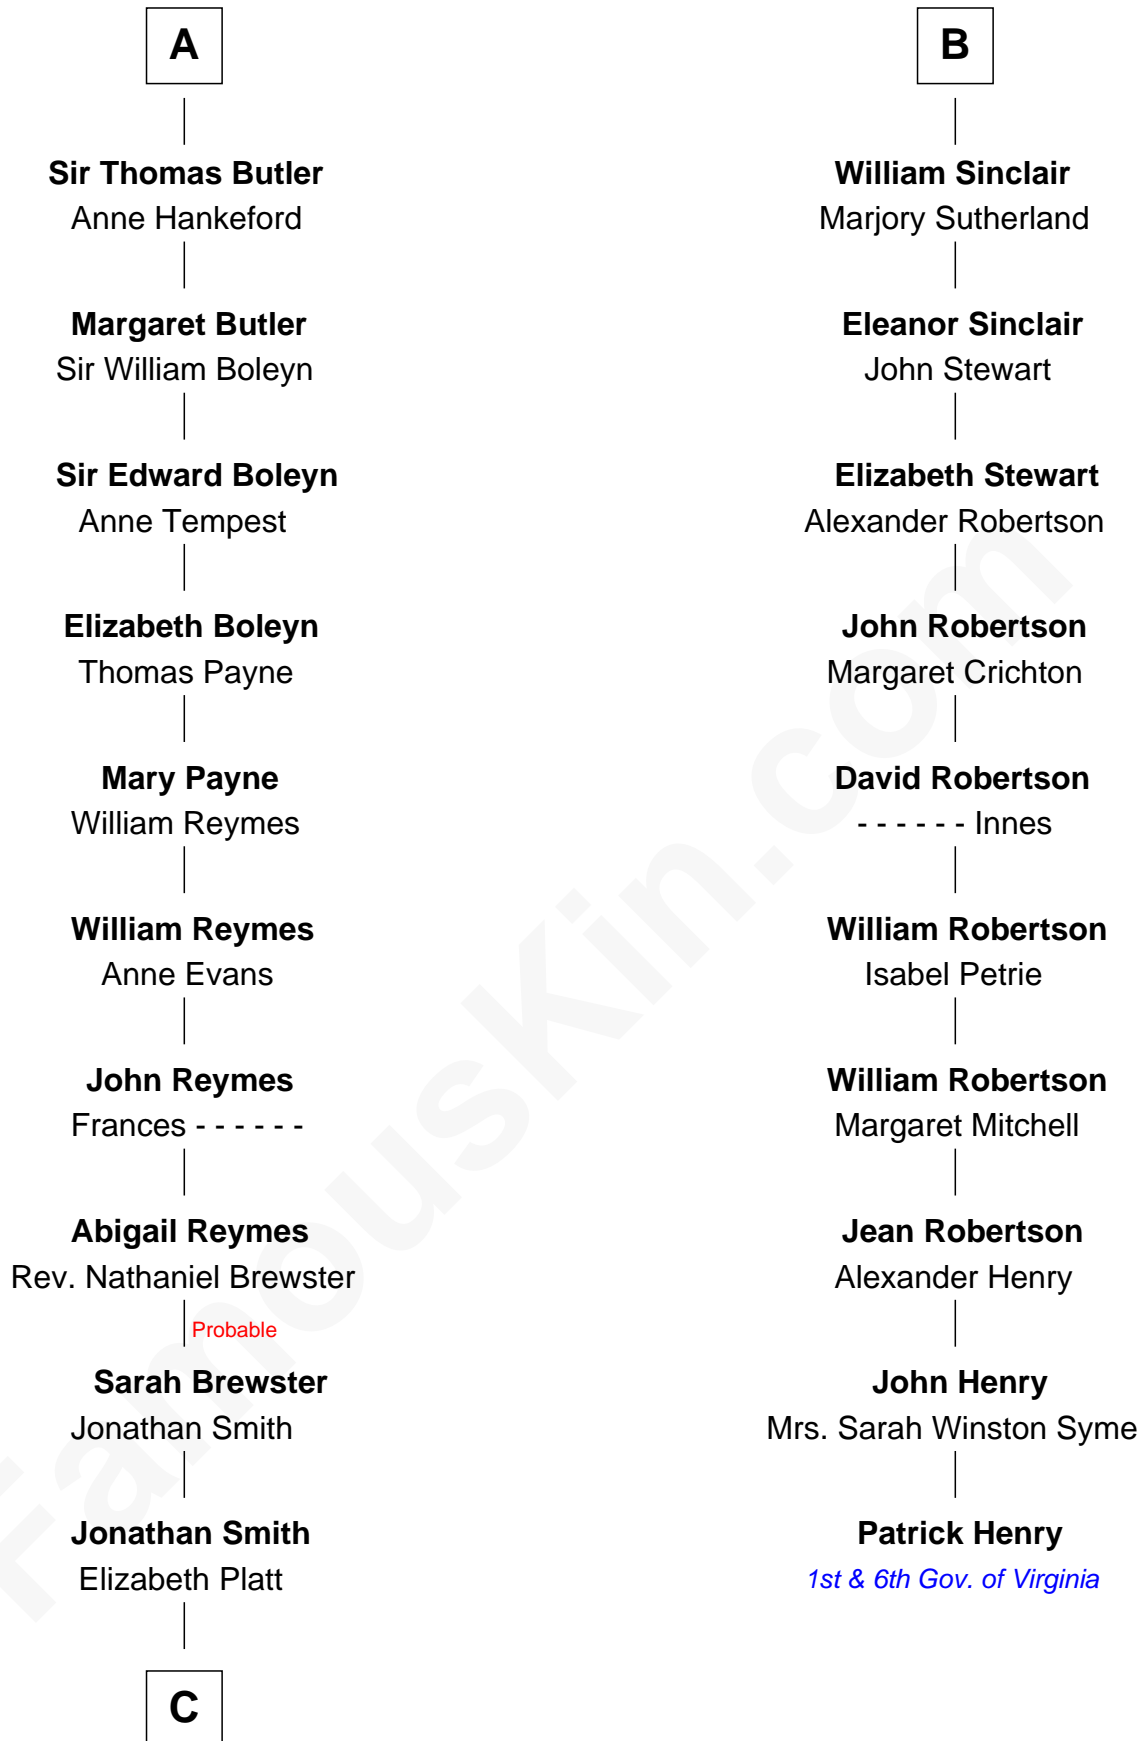 A
Sir Thomas Butler
Anne Hankeford
Margaret Butler
Sir William Boleyn
Sir Edward Boleyn
Anne Tempest
Elizabeth Boleyn
Thomas Payne
Mary Payne
William Reymes
William Reymes
Anne Evans
John Reymes
Frances - - - - - -
Abigail Reymes
Rev. Nathaniel Brewster
Probable
Sarah Brewster
Jonathan Smith
Jonathan Smith
Elizabeth Platt
C
B
William Sinclair
Marjory Sutherland
Eleanor Sinclair
John Stewart
Elizabeth Stewart
Alexander Robertson
John Robertson
Margaret Crichton
David Robertson
- - - - - - Innes
William Robertson
Isabel Petrie
William Robertson
Margaret Mitchell
Jean Robertson
Alexander Henry
John Henry
Mrs. Sarah Winston Syme
Patrick Henry
1st & 6th Gov. of Virginia
FamousKin.com